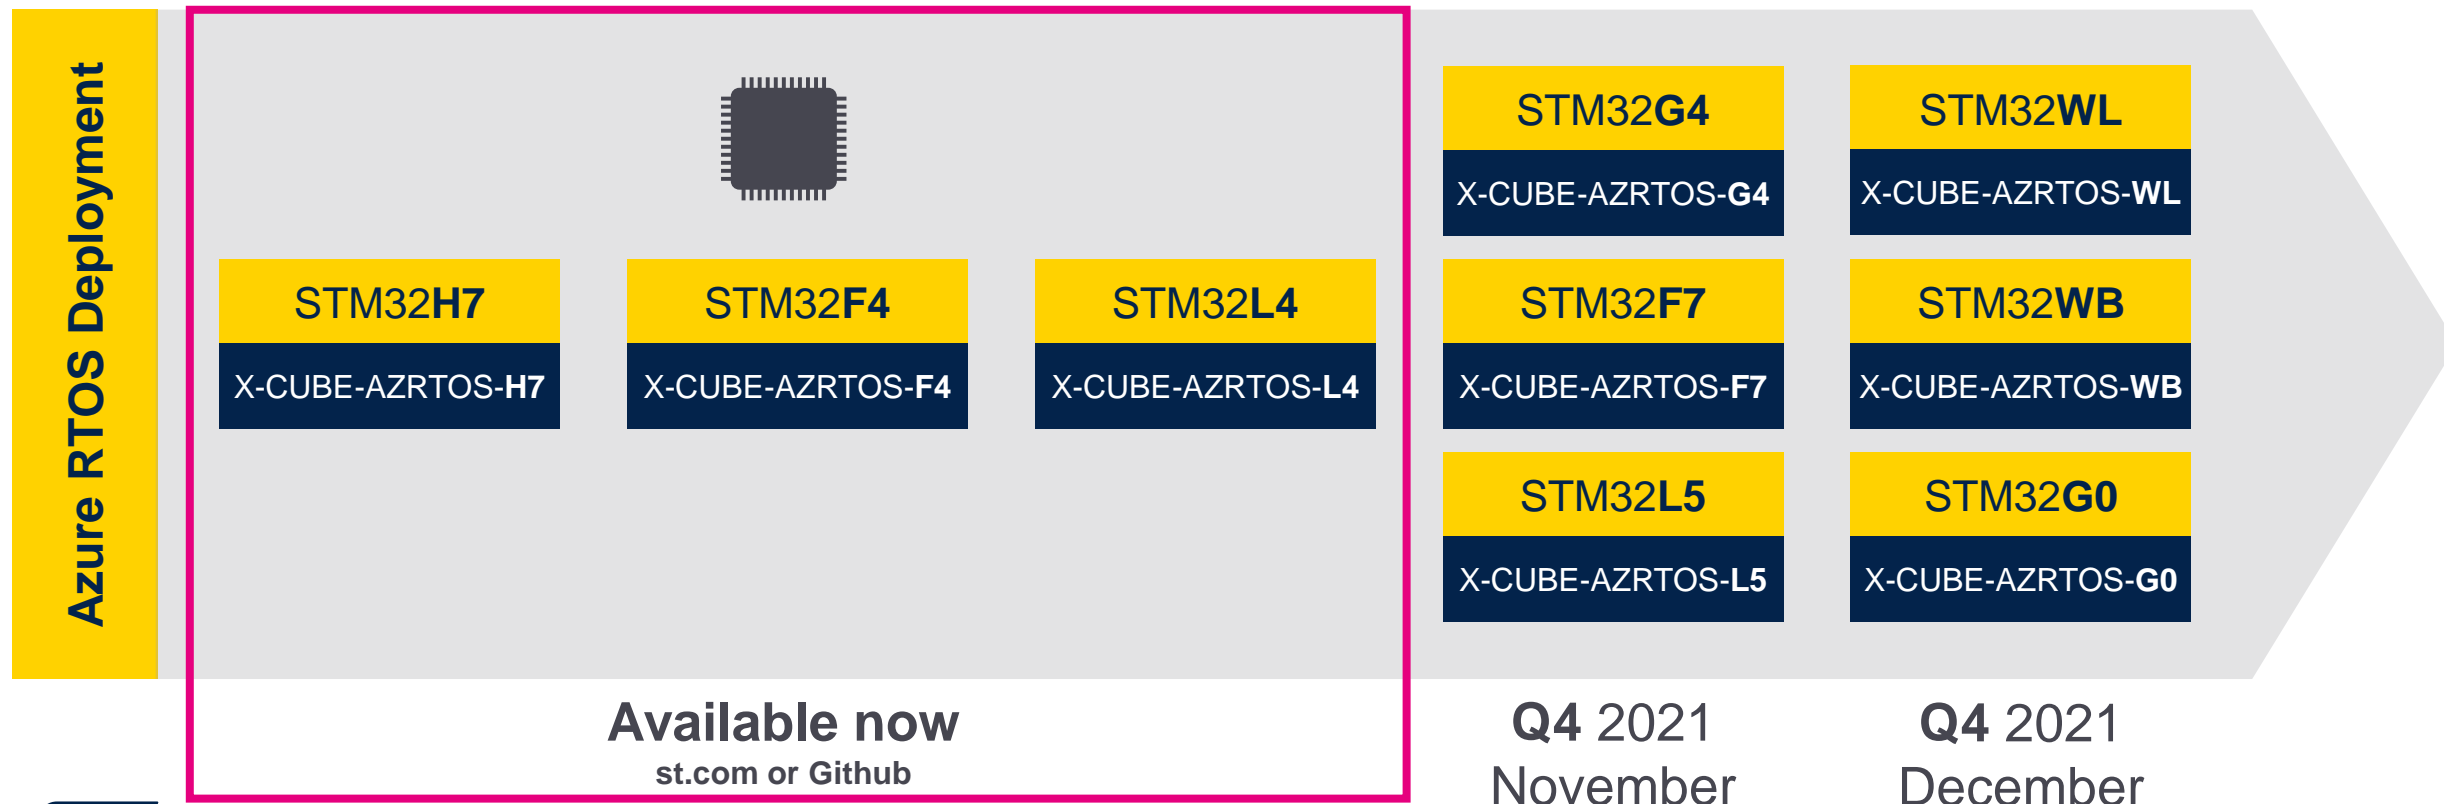 Azure RTOS Deployment
STM32H7
X-CUBE-AZRTOS-H7
STM32F4
X-CUBE-AZRTOS-F4
STM32L4
X-CUBE-AZRTOS-L4
Available now
st.com or Github
STM32G4
X-CUBE-AZRTOS-G4
STM32F7
X-CUBE-AZRTOS-F7
STM32L5
X-CUBE-AZRTOS-L5
Q4 2021
November
STM32WL
X-CUBE-AZRTOS-WL
STM32WB
X-CUBE-AZRTOS-WB
STM32G0
X-CUBE-AZRTOS-G0
Q4 2021
December